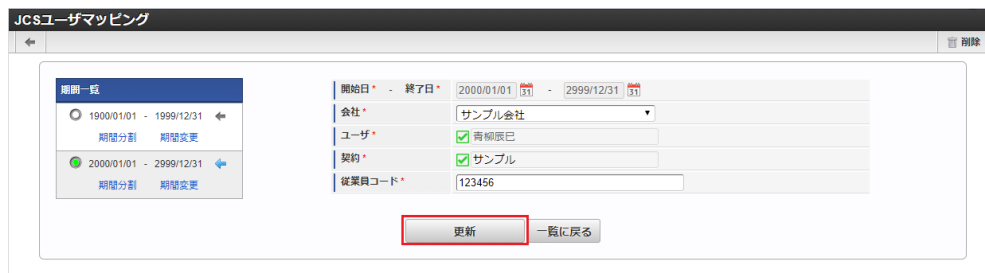 JCSユーザマッピング
削除
期間一覧
1900/01/01 - 1999/12/31
期間分割 期間変更
2000/01/01 - 2999/12/31
期間分割 期間変更
開始日* - 終了日* 2000/01/01 31 - 2999/12/31 31
会社* サンプル会社
ユーザ* 青柳辰巳
契約* サンプル
従業員コード* 123456
更新 一覧に戻る